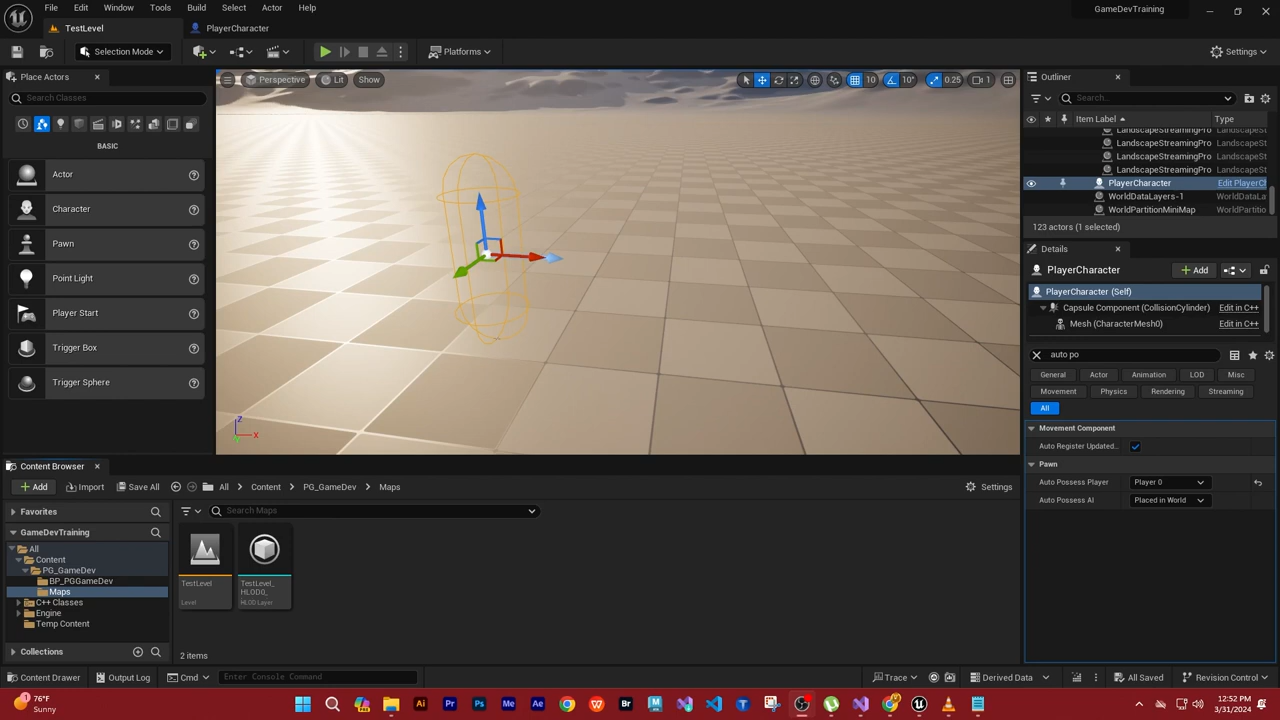 File Edit Window Tools Build Select Actor Help
GameDevTraining
TestLevel
PlayerCharacter
Selection Mode
Platforms
Settings
Place Actors
Search Classes
BASIC
Actor
Character
Pawn
Point Light
Player Start
Trigger Box
Trigger Sphere
Perspective Lit Show
10 10° 0.25 1
Z
X
Outliner
Search...
Item Label Type
LandscapeStreamingPro LandscapeSt
LandscapeStreamingPro LandscapeSt
LandscapeStreamingPro LandscapeSt
LandscapeStreamingPro LandscapeSt
PlayerCharacter Edit PlayerCl
WorldDataLayers-1 WorldDataLa
WorldPartitionMiniMap WorldPartitio
123 actors (1 selected)
Details
PlayerCharacter
+ Add
PlayerCharacter (Self)
Capsule Component (CollisionCylinder) Edit in C++
Mesh (CharacterMesh0) Edit in C++
auto po
General Actor Animation LOD Misc
Movement Physics Rendering Streaming
All
Movement Component
Auto Register Updated...
Pawn
Auto Possess Player Player 0
Auto Possess AI Placed in World
Content Browser
+ Add Import Save All All > Content > PG_GameDev > Maps Settings
Favorites
Search Maps
GameDevTraining
All
Content
PG_GameDev
BP_PGGameDev
Maps
C++ Classes
Engine
Temp Content
Collections
TestLevel
Level
TestLevel_
HLOD0_
HLOD Layer
2 items
Content Drawer Output Log Cmd Enter Console Command Trace Derived Data All Saved Revision Control
76°F
Sunny
12:52 PM
3/31/2024